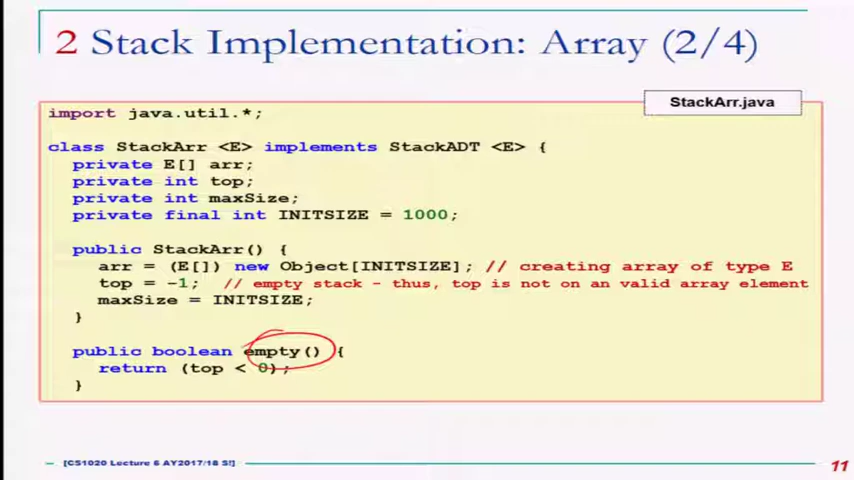 2 Stack Implementation: Array (2/4)
StackArr.java
import java.util.*;
class StackArr <E> implements StackADT <E> {
private E[] arr;
private int top;
private int maxSize;
private final int INITSIZE = 1000;
public StackArr() {
arr = (E[]) new Object[INITSIZE]; // creating array of type E
top = -1; // empty stack - thus, top is not on an valid array element
maxSize = INITSIZE;
}
public boolean empty() {
return (top < 0);
}
[CS1020 Lecture 6 AY2017/18 S!]
11